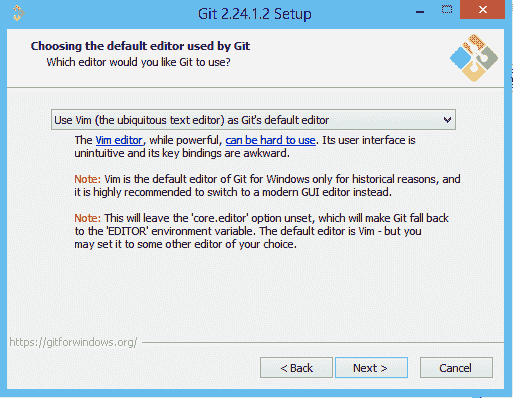 Git 2.24.1.2 Setup
Choosing the default editor used by Git
Which editor would you like Git to use?
Use Vim (the ubiquitous text editor) as Git's default editor
The Vim editor, while powerful, can be hard to use. Its user interface is
unintuitive and its key bindings are awkward.
Note: Vim is the default editor of Git for Windows only for historical reasons, and
it is highly recommended to switch to a modern GUI editor instead.
Note: This will leave the 'core.editor' option unset, which will make Git fall back
to the 'EDITOR' environment variable. The default editor is Vim - but you
may set it to some other editor of your choice.
https://gitforwindows.org/
< Back
Next >
Cancel